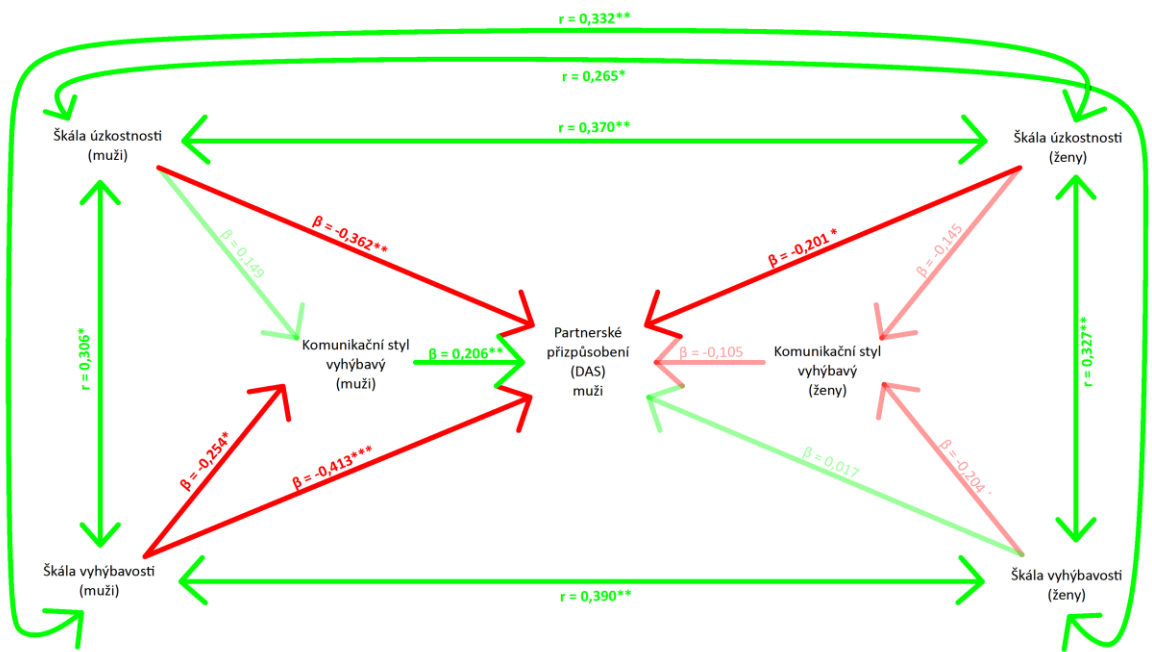 r = 0,332**
r = 0,265*
r = 0,370**
Škála úzkostnosti
(muži)
Škála úzkostnosti
(ženy)
β = -0,362**
β = -0,201 *
β = 0,149
β = -0,145
r = 0,306*
r = 0,327**
Komunikační styl
vyhýbavý
(muži)
β = 0,206**
Partnerské
přizpůsobení
(DAS)
muži
β = -0,105
Komunikační styl
vyhýbavý
(ženy)
β = -0,254*
β = -0,413***
β = 0,017
β = -0,204 ·
Škála vyhýbavosti
(muži)
Škála vyhýbavosti
(ženy)
r = 0,390**